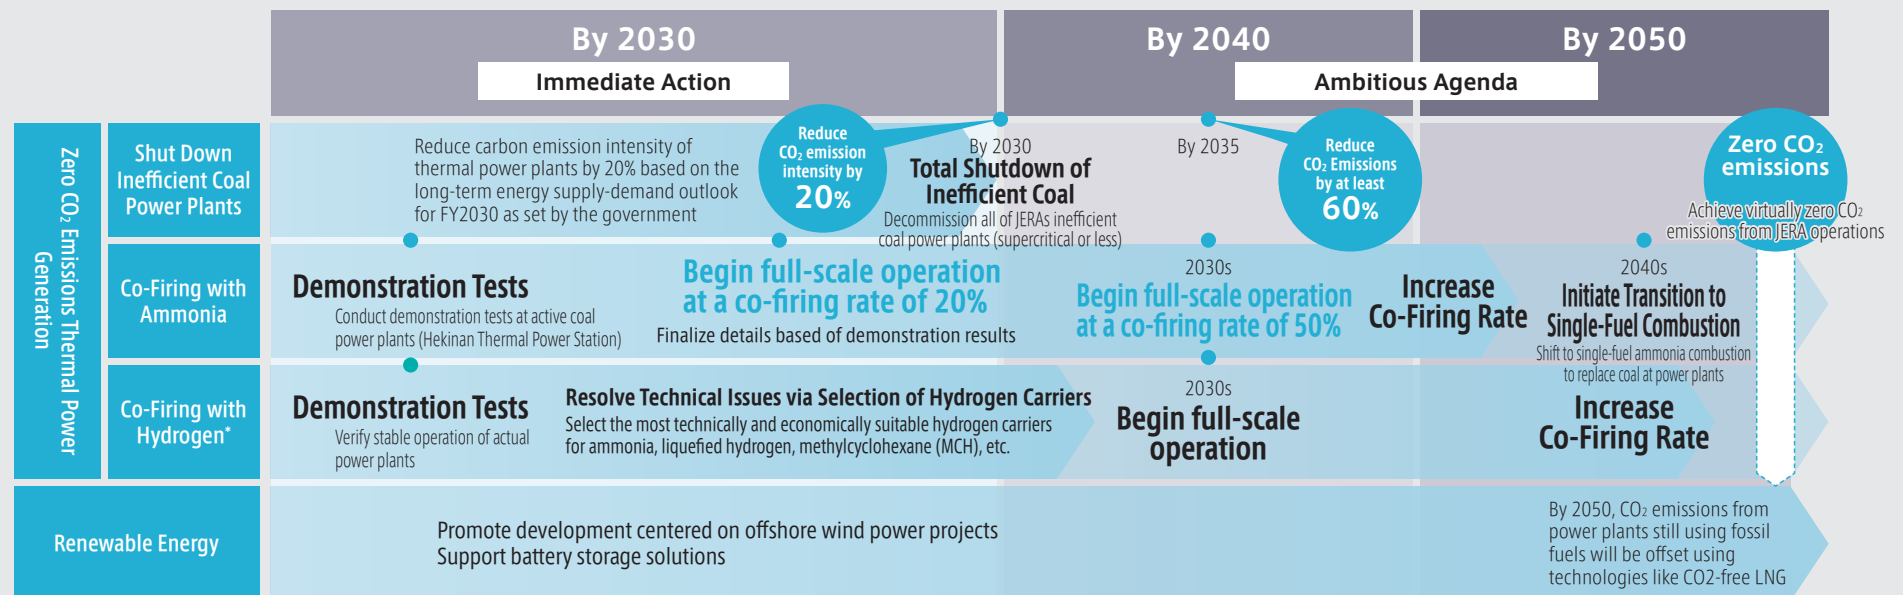 By 2030
Immediate Action
By 2040
By 2050
Ambitious Agenda
Zero CO2 Emissions Thermal Power
Generation
Shut Down
Inefficient Coal
Power Plants
Reduce carbon emission intensity of
thermal power plants by 20% based on the
long-term energy supply-demand outlook
for FY2030 as set by the government
Reduce
CO2 emission
intensity by
20%
By 2030
Total Shutdown of
Inefficient Coal
Decommission all of JERAs inefficient
coal power plants (supercritical or less)
By 2035
Reduce
CO2 Emissions
by at least
60%
Zero CO2
emissions
Achieve virtually zero CO2
emissions from JERA operations
Co-Firing with
Ammonia
Demonstration Tests
Conduct demonstration tests at active coal
power plants (Hekinan Thermal Power Station)
Begin full-scale operation
at a co-firing rate of 20%
Finalize details based of demonstration results
2030s
Begin full-scale operation
at a co-firing rate of 50%
Increase
Co-Firing Rate
2040s
Initiate Transition to
Single-Fuel Combustion
Shift to single-fuel ammonia combustion
to replace coal at power plants
Co-Firing with
Hydrogen*
Demonstration Tests
Verify stable operation of actual
power plants
Resolve Technical Issues via Selection of Hydrogen Carriers
Select the most technically and economically suitable hydrogen carriers
for ammonia, liquefied hydrogen, methylcyclohexane (MCH), etc.
2030s
Begin full-scale
operation
Increase
Co-Firing Rate
Renewable Energy
Promote development centered on offshore wind power projects
Support battery storage solutions
By 2050, CO2 emissions from
power plants still using fossil
fuels will be offset using
technologies like CO2-free LNG